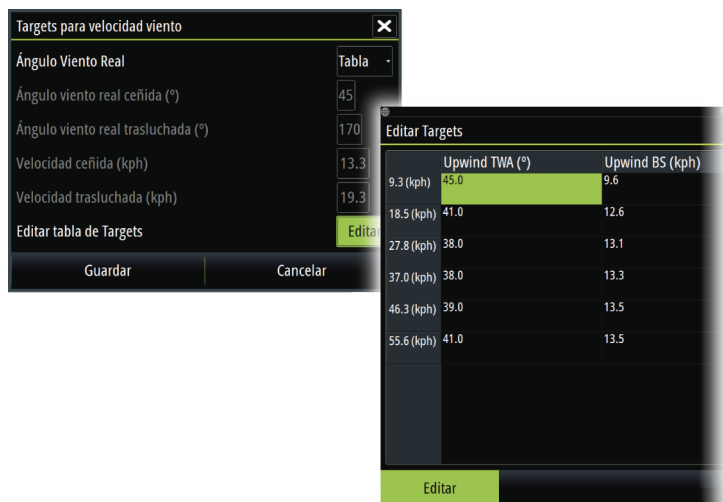 Targets para velocidad viento
Ángulo Viento Real Tabla
Ángulo viento real ceñida (º) 45
Ángulo viento real trasluchada (º) 170
Velocidad ceñida (kph) 13.3
Velocidad trasluchada (kph) 19.3
Editar tabla de Targets Editar
Guardar Cancelar
Editar Targets
Upwind TWA (º) Upwind BS (kph)
9.3 (kph) 45.0 9.6
18.5 (kph) 41.0 12.6
27.8 (kph) 38.0 13.1
37.0 (kph) 38.0 13.3
46.3 (kph) 39.0 13.5
55.6 (kph) 41.0 13.5
Editar